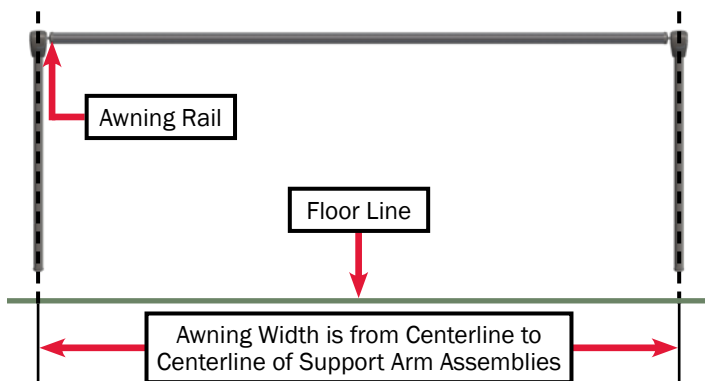 Awning Rail
Floor Line
Awning Width is from Centerline to
Centerline of Support Arm Assemblies